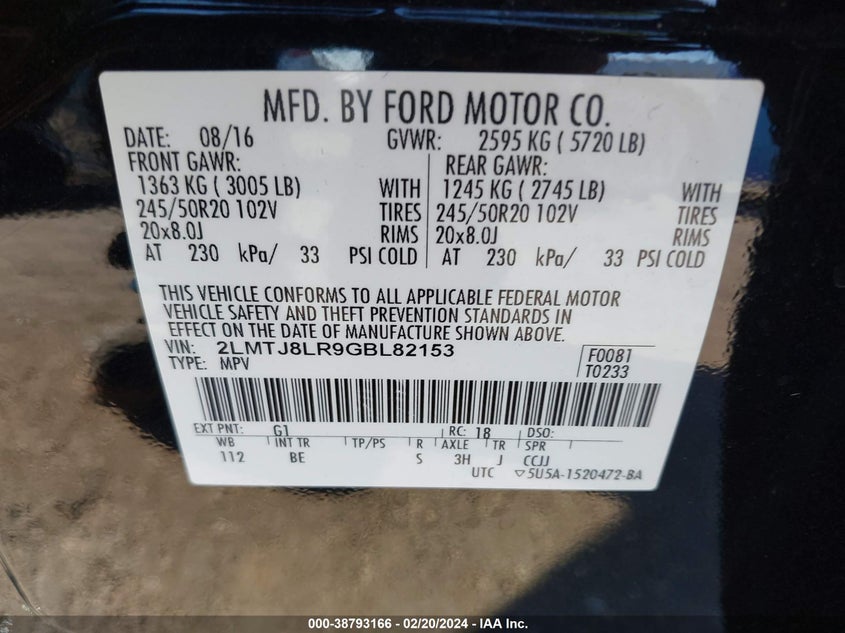 MFD. BY FORD MOTOR CO.
DATE: 08/16 GVWR: 2595 KG ( 5720 LB)
FRONT GAWR: REAR GAWR:
1363 KG ( 3005 LB) WITH 1245 KG ( 2745 LB) WITH
245/50R20 102V TIRES 245/50R20 102V TIRES
20x8.0J RIMS 20x8.0J RIMS
AT 230 kPa/ 33 PSI COLD AT 230 kPa/ 33 PSI COLD
THIS VEHICLE CONFORMS TO ALL APPLICABLE FEDERAL MOTOR
VEHICLE SAFETY AND THEFT PREVENTION STANDARDS IN
EFFECT ON THE DATE OF MANUFACTURE SHOWN ABOVE.
VIN: 2LMTJ8LR9GBL82153 F0081
TYPE: MPV T0233
EXT PNT: G1 RC: 18 DSO:
WB INT TR TP/PS R AXLE TR SPR
112 BE S 3H J CCJJ
UTC ▽5U5A-1520472-BA
000-38793166 - 02/20/2024 - IAA Inc.